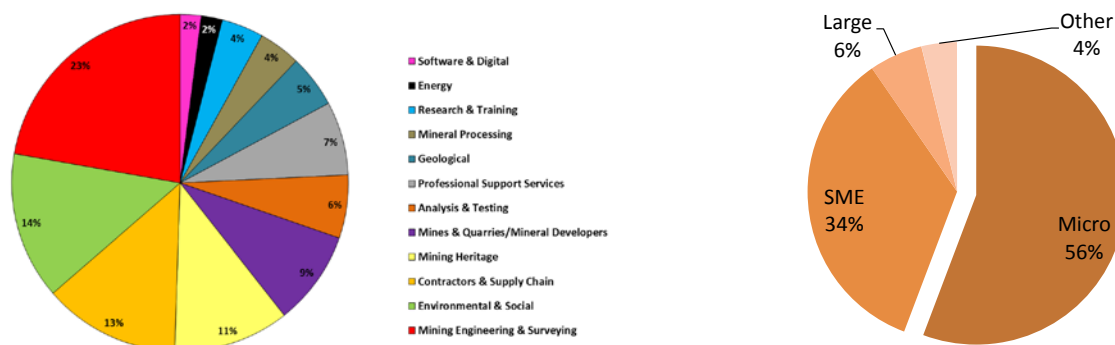 2%
2%
4%
4%
5%
7%
6%
9%
11%
13%
14%
23%
Software & Digital
Energy
Research & Training
Mineral Processing
Geological
Professional Support Services
Analysis & Testing
Mines & Quarries/Mineral Developers
Mining Heritage
Contractors & Supply Chain
Environmental & Social
Mining Engineering & Surveying
Large
6%
Other
4%
SME
34%
Micro
56%